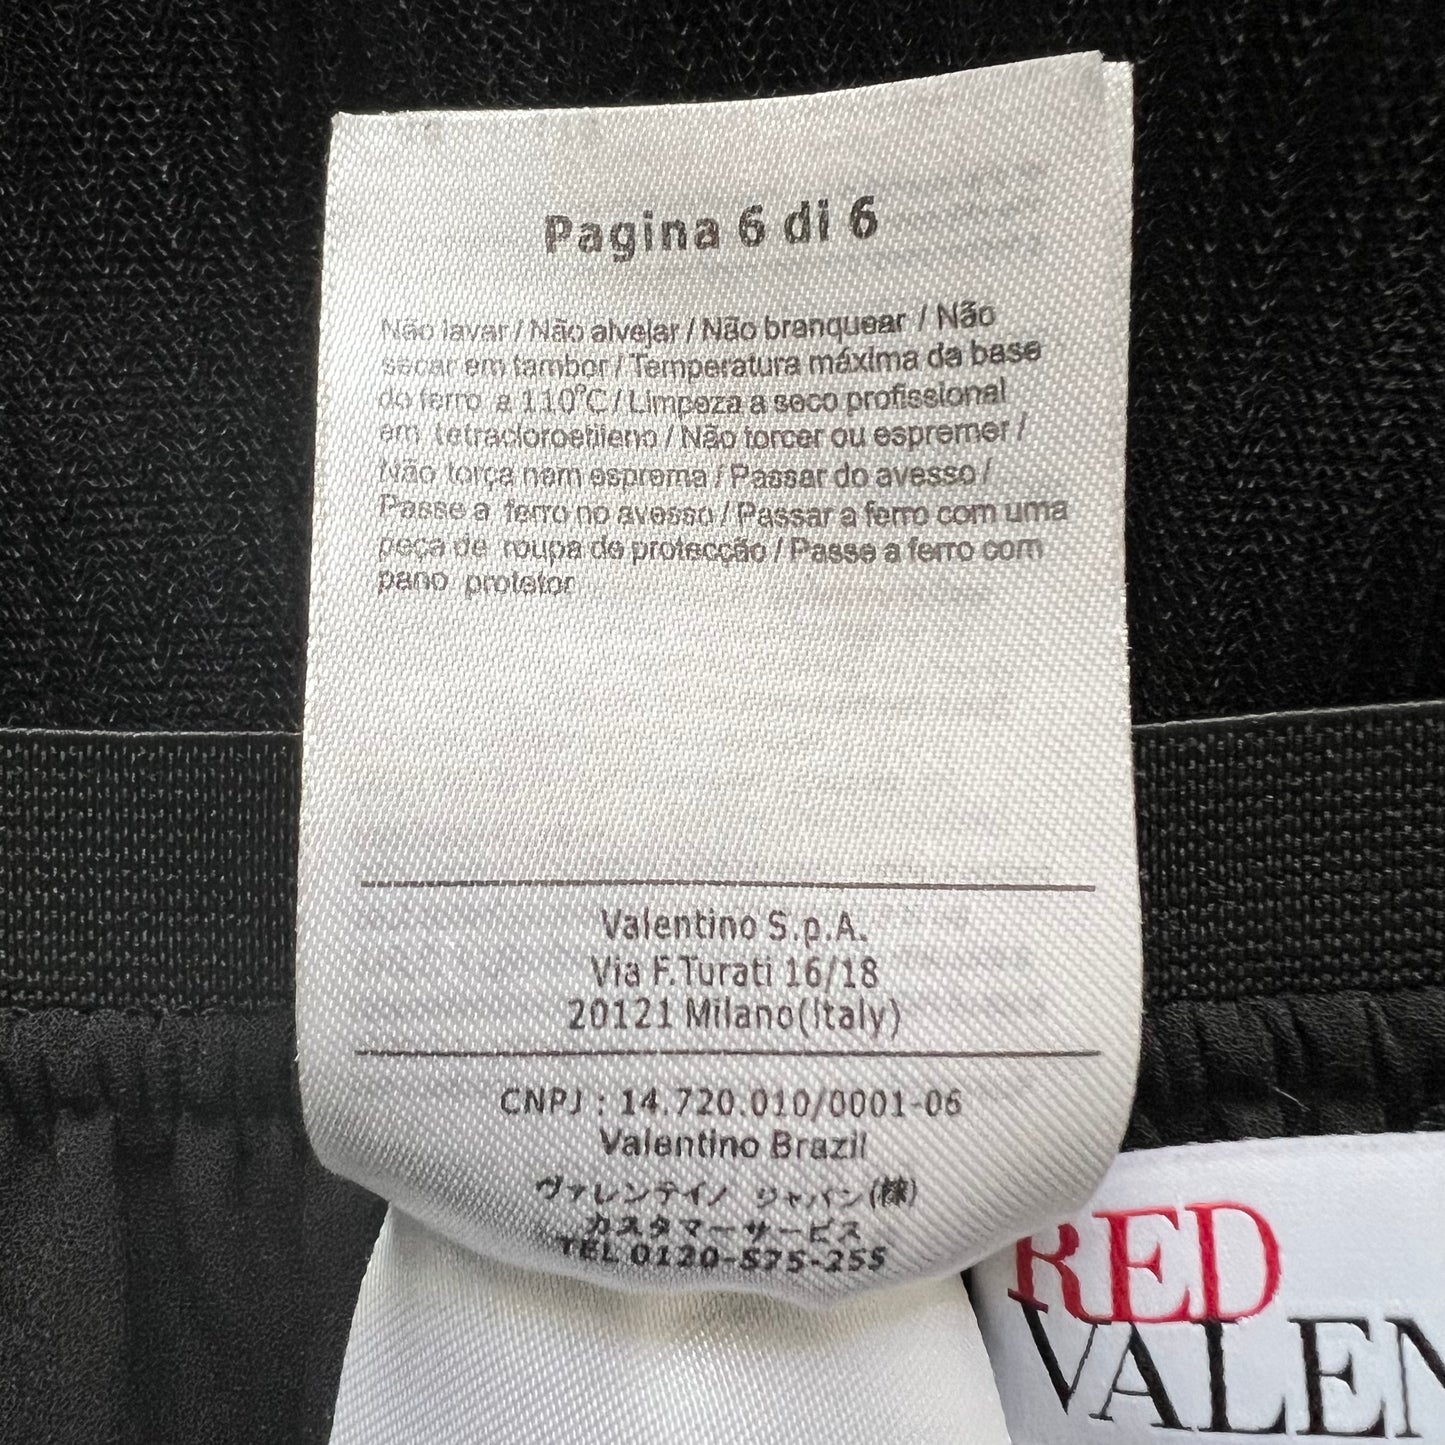 Pagina 6 di 6
Não lavar / Não alvejar / Não branquear / Não
secar em tambor / Temperatura máxima da base
do ferro a 110°C / Limpeza a seco profissional
em tetracloroetileno / Não torcer ou espremer /
Não torça nem esprema / Passar do avesso /
Passe a ferro no avesso / Passar a ferro com uma
peça de roupa de protecção / Passe a ferro com
pano protetor
Valentino S.p.A.
Via F.Turati 16/18
20121 Milano(Italy)
CNPJ : 14.720.010/0001-06
Valentino Brazil
ヴァレンティノ ジャパン(株)
カスタマーサービス
TEL 0120-575-255
RED
VALEN